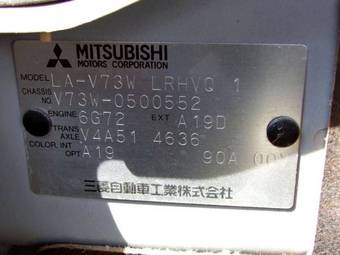 MITSUBISHI
MOTORS CORPORATION
MODEL LA-V73W LRHVQ 1
CHASSIS NO. V73W-0500552
ENGINE 6G72 EXT A19D
TRANS AXLE V4A51 4636
COLOR, INT OPT A19 90A (10)
三菱自動車工業株式会社